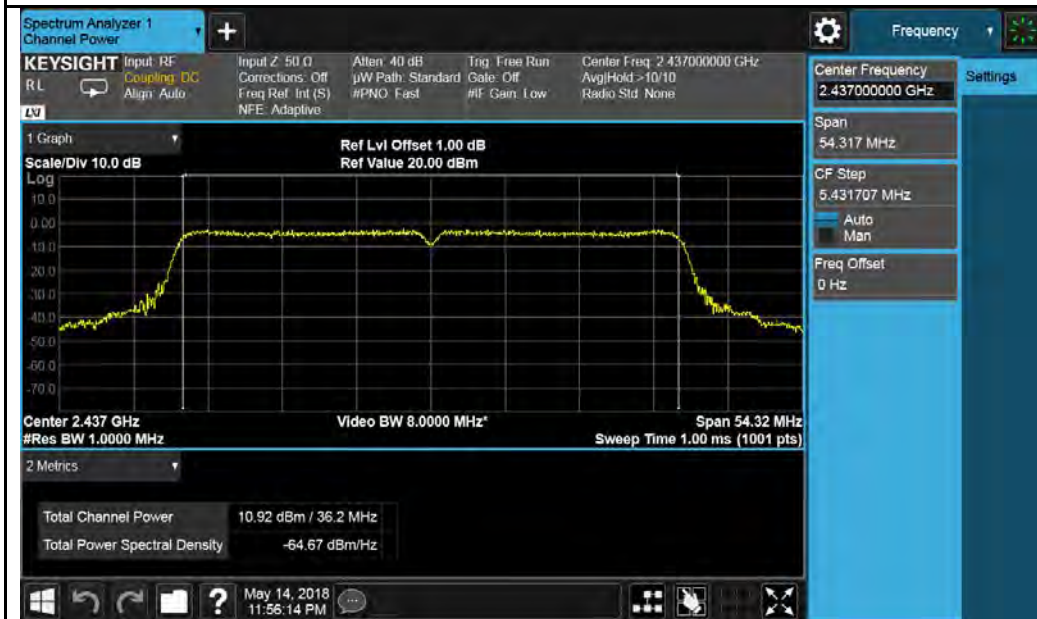 Spectrum Analyzer 1
Channel Power
+
Frequency
KEYSIGHT Input: RF
RL
Coupling: DC
Align: Auto
LXI
Input Z: 50 Ω
Corrections: Off
Freq Ref: Int (S)
NFE: Adaptive
Atten: 40 dB
µW Path: Standard
#PNO: Fast
Trig: Free Run
Gate: Off
#IF Gain: Low
Center Freq: 2.437000000 GHz
Avg|Hold >10/10
Radio Std: None
Center Frequency
2.437000000 GHz
Settings
Span
54.317 MHz
CF Step
5.431707 MHz
Auto
Man
Freq Offset
0 Hz
1 Graph
Scale/Div 10.0 dB
Ref Lvl Offset 1.00 dB
Ref Value 20.00 dBm
Log
10.0
0.00
-10.0
-20.0
-30.0
-40.0
-50.0
-60.0
-70.0
Center 2.437 GHz
#Res BW 1.0000 MHz
Video BW 8.0000 MHz*
Span 54.32 MHz
Sweep Time 1.00 ms (1001 pts)
2 Metrics
Total Channel Power 10.92 dBm / 36.2 MHz
Total Power Spectral Density -64.67 dBm/Hz
?
May 14, 2018
11:56:14 PM